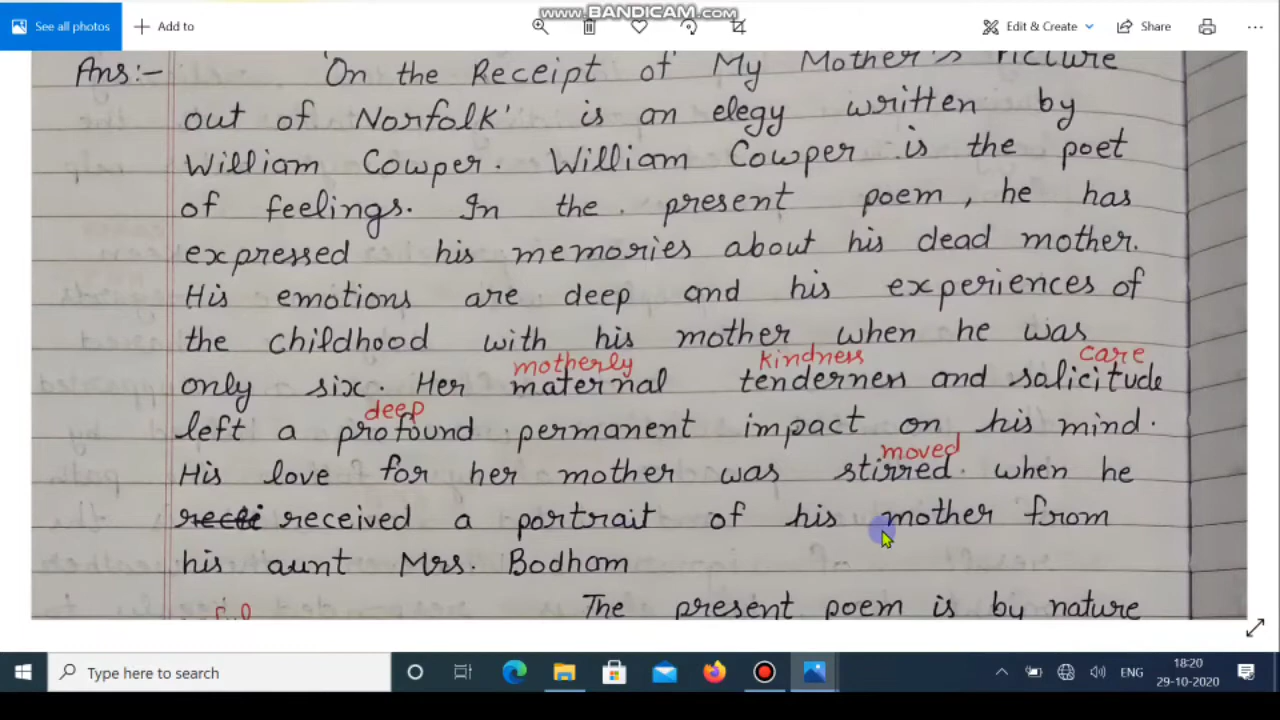 www.BANDICAM.com
See all photos + Add to Edit & Create Share
Ans:- 'On the Receipt of My Mother's Picture
out of Norfolk' is an elegy written by
William Cowper. William Cowper is the poet
of feelings. In the present poem, he has
expressed his memories about his dead mother.
His emotions are deep and his experiences of
the childhood with his mother when he was
motherly kindness care
only six. Her maternal tenderness and solicitude
deep
left a profound permanent impact on his mind.
moved
His love for her mother was stirred when he
received a portrait of his mother from
his aunt Mrs. Bodham
The present poem is by nature
Type here to search
ENG
18:20
29-10-2020